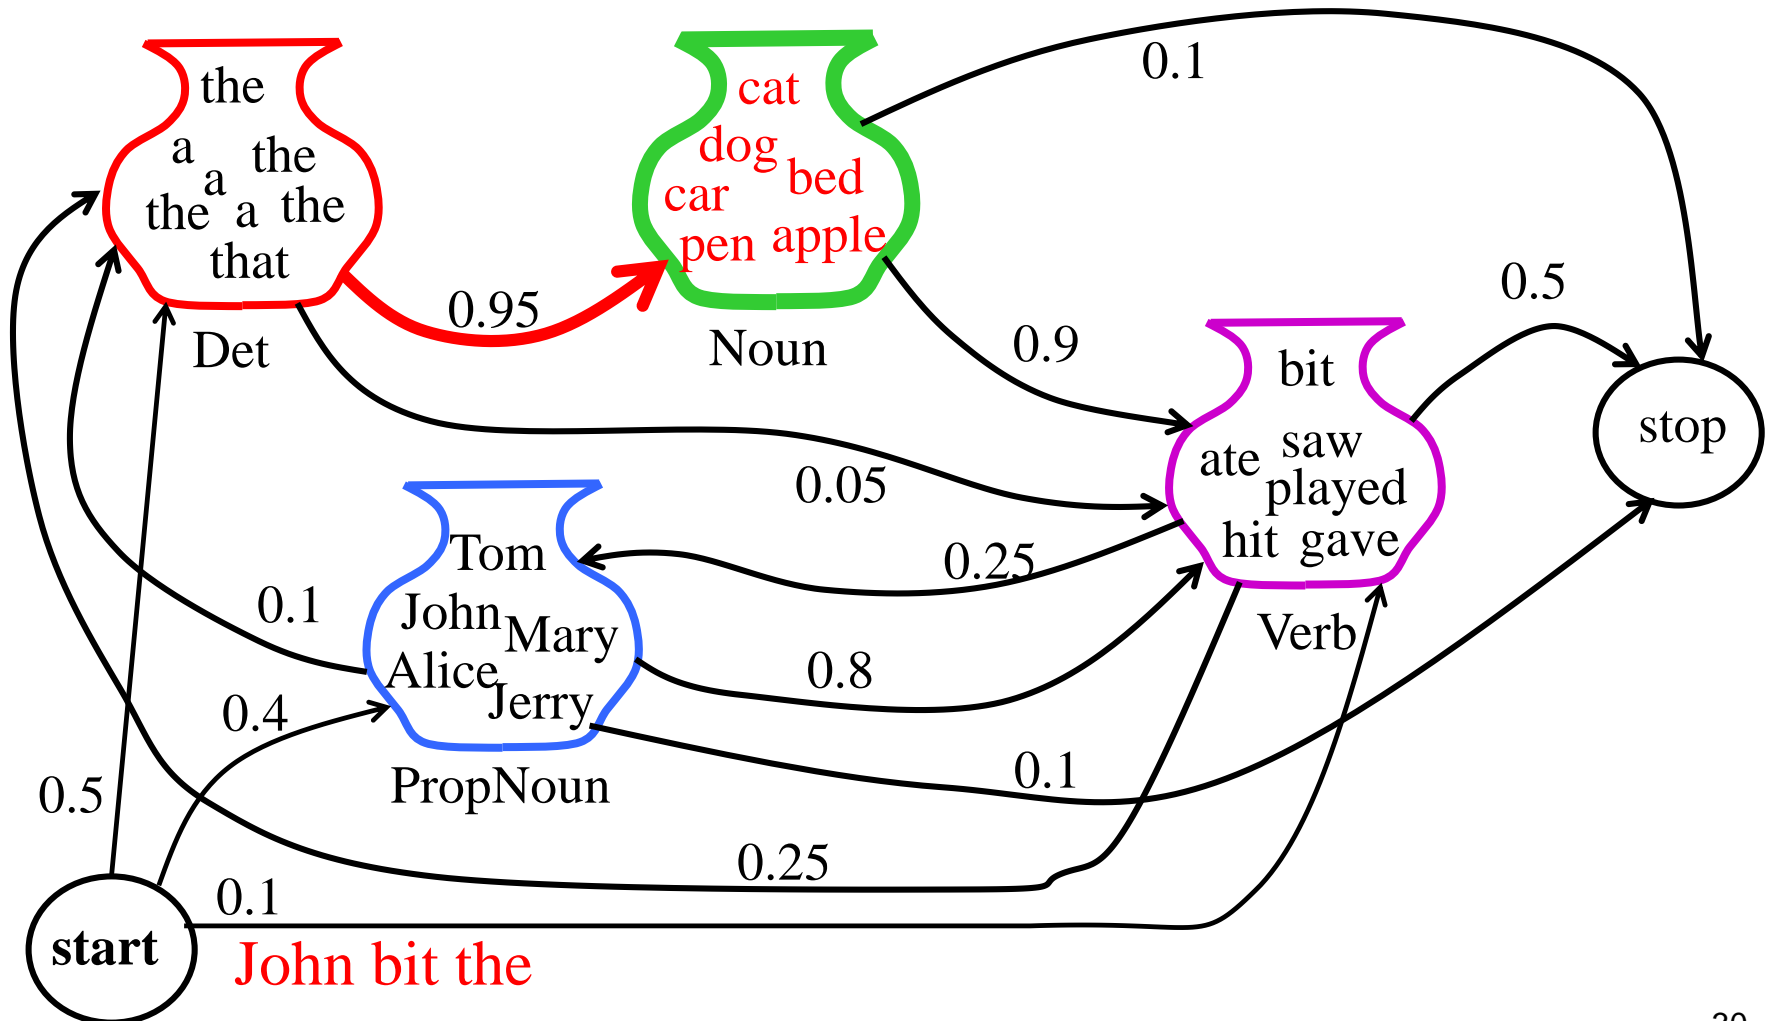 the
a the
a
the a the
that
Det
0.95
cat
dog
bed
car
pen apple
Noun
0.1
0.9
0.5
bit
saw
ate
played
hit gave
Verb
stop
0.05
0.25
Tom
John
Mary
Alice
Jerry
PropNoun
0.1
0.8
0.4
0.1
0.5
0.25
0.1
start
John bit the